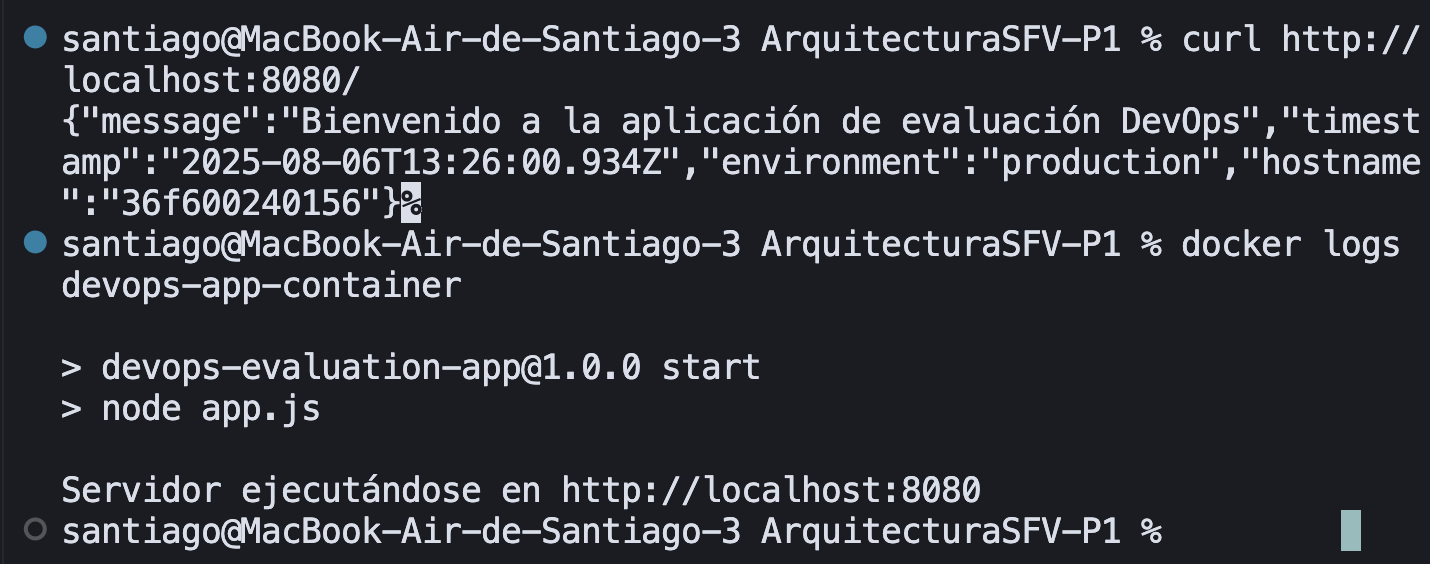 santiago@MacBook-Air-de-Santiago-3 ArquitecturaSFV-P1 % curl http://
localhost:8080/
{"message":"Bienvenido a la aplicación de evaluación DevOps","timest
amp":"2025-08-06T13:26:00.934Z","environment":"production","hostname
":"36f600240156"}%
santiago@MacBook-Air-de-Santiago-3 ArquitecturaSFV-P1 % docker logs
devops-app-container
> devops-evaluation-app@1.0.0 start
> node app.js
Servidor ejecutándose en http://localhost:8080
santiago@MacBook-Air-de-Santiago-3 ArquitecturaSFV-P1 %